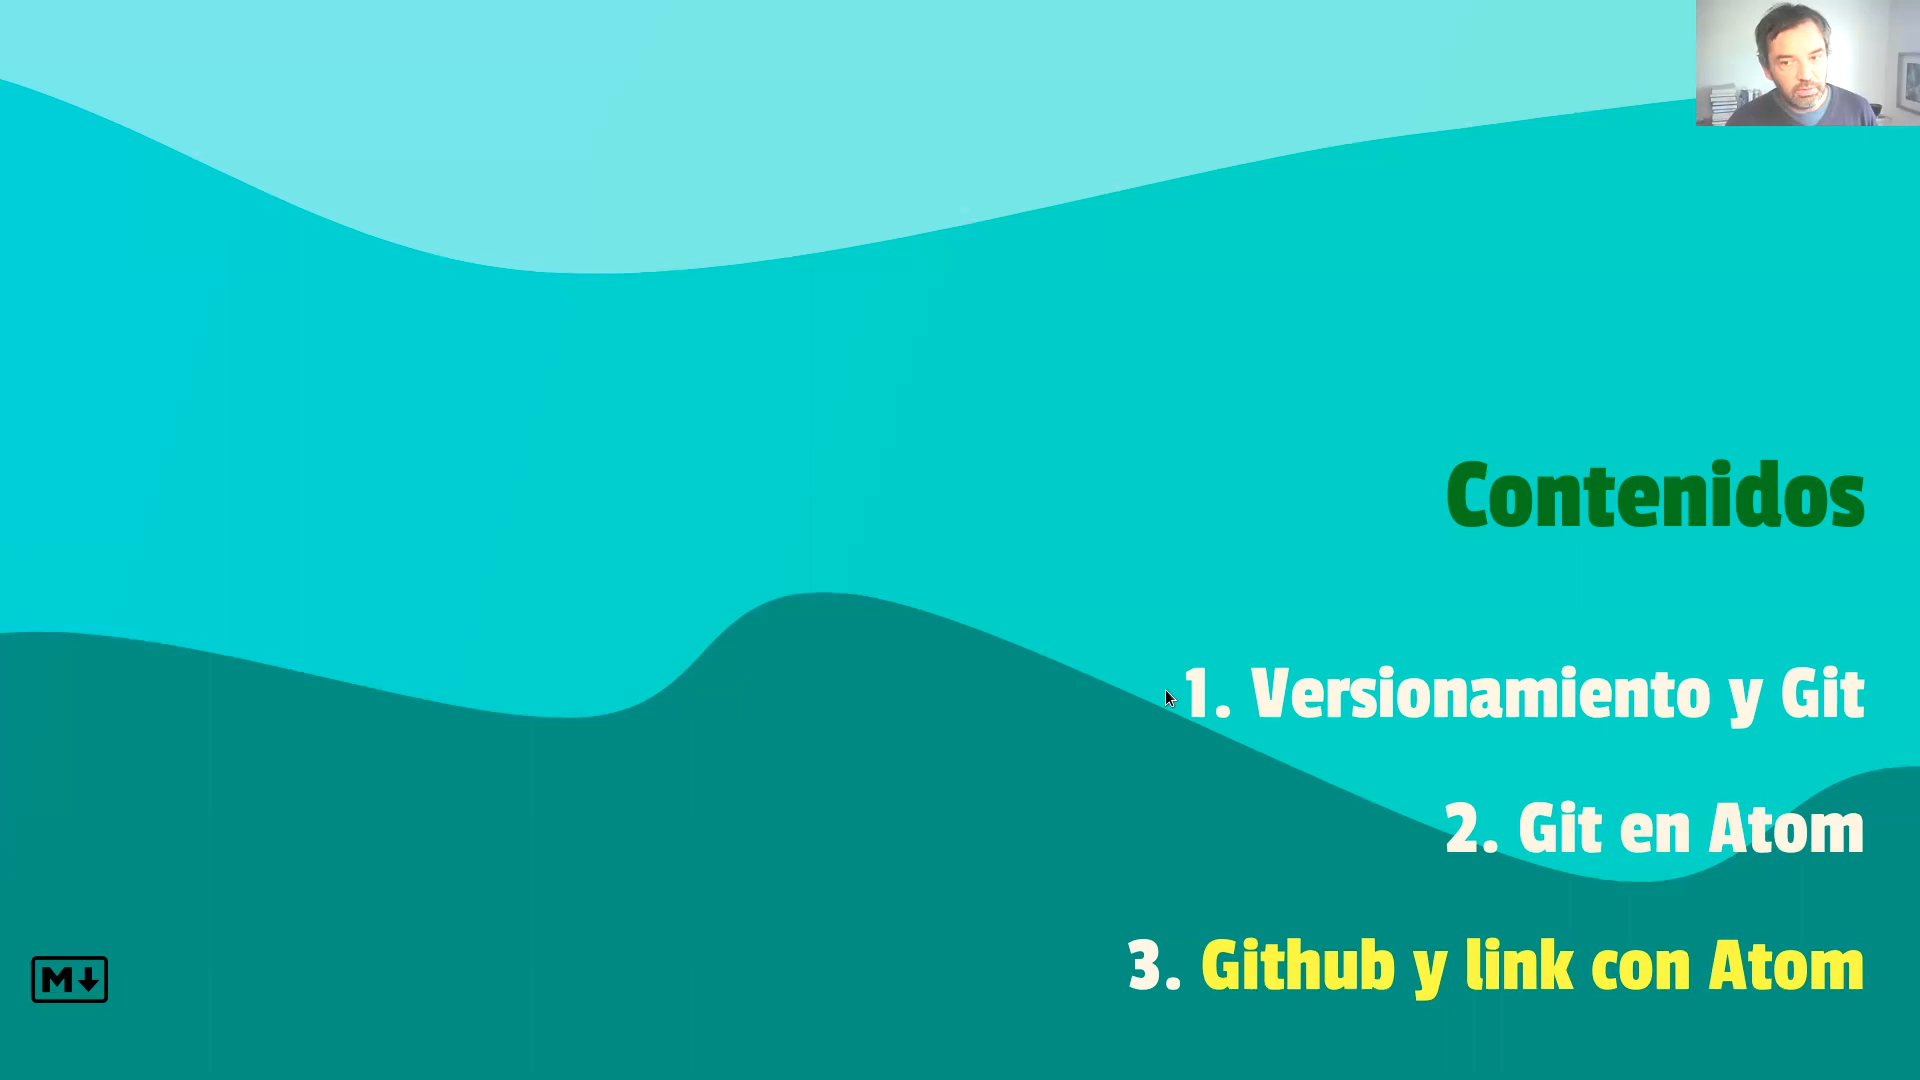 Contenidos
1. Versionamiento y Git
2. Git en Atom
3. Github y link con Atom
M